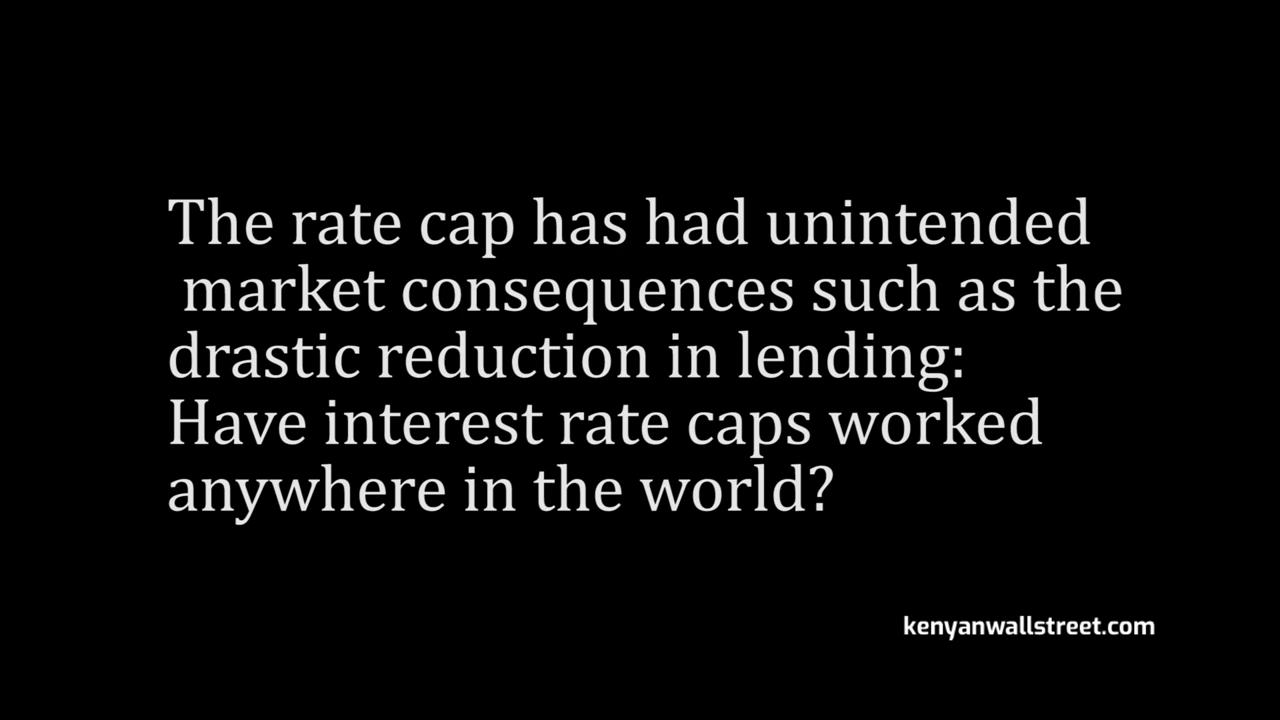 The rate cap has had unintended
market consequences such as the
drastic reduction in lending:
Have interest rate caps worked
anywhere in the world?
kenyanwallstreet.com